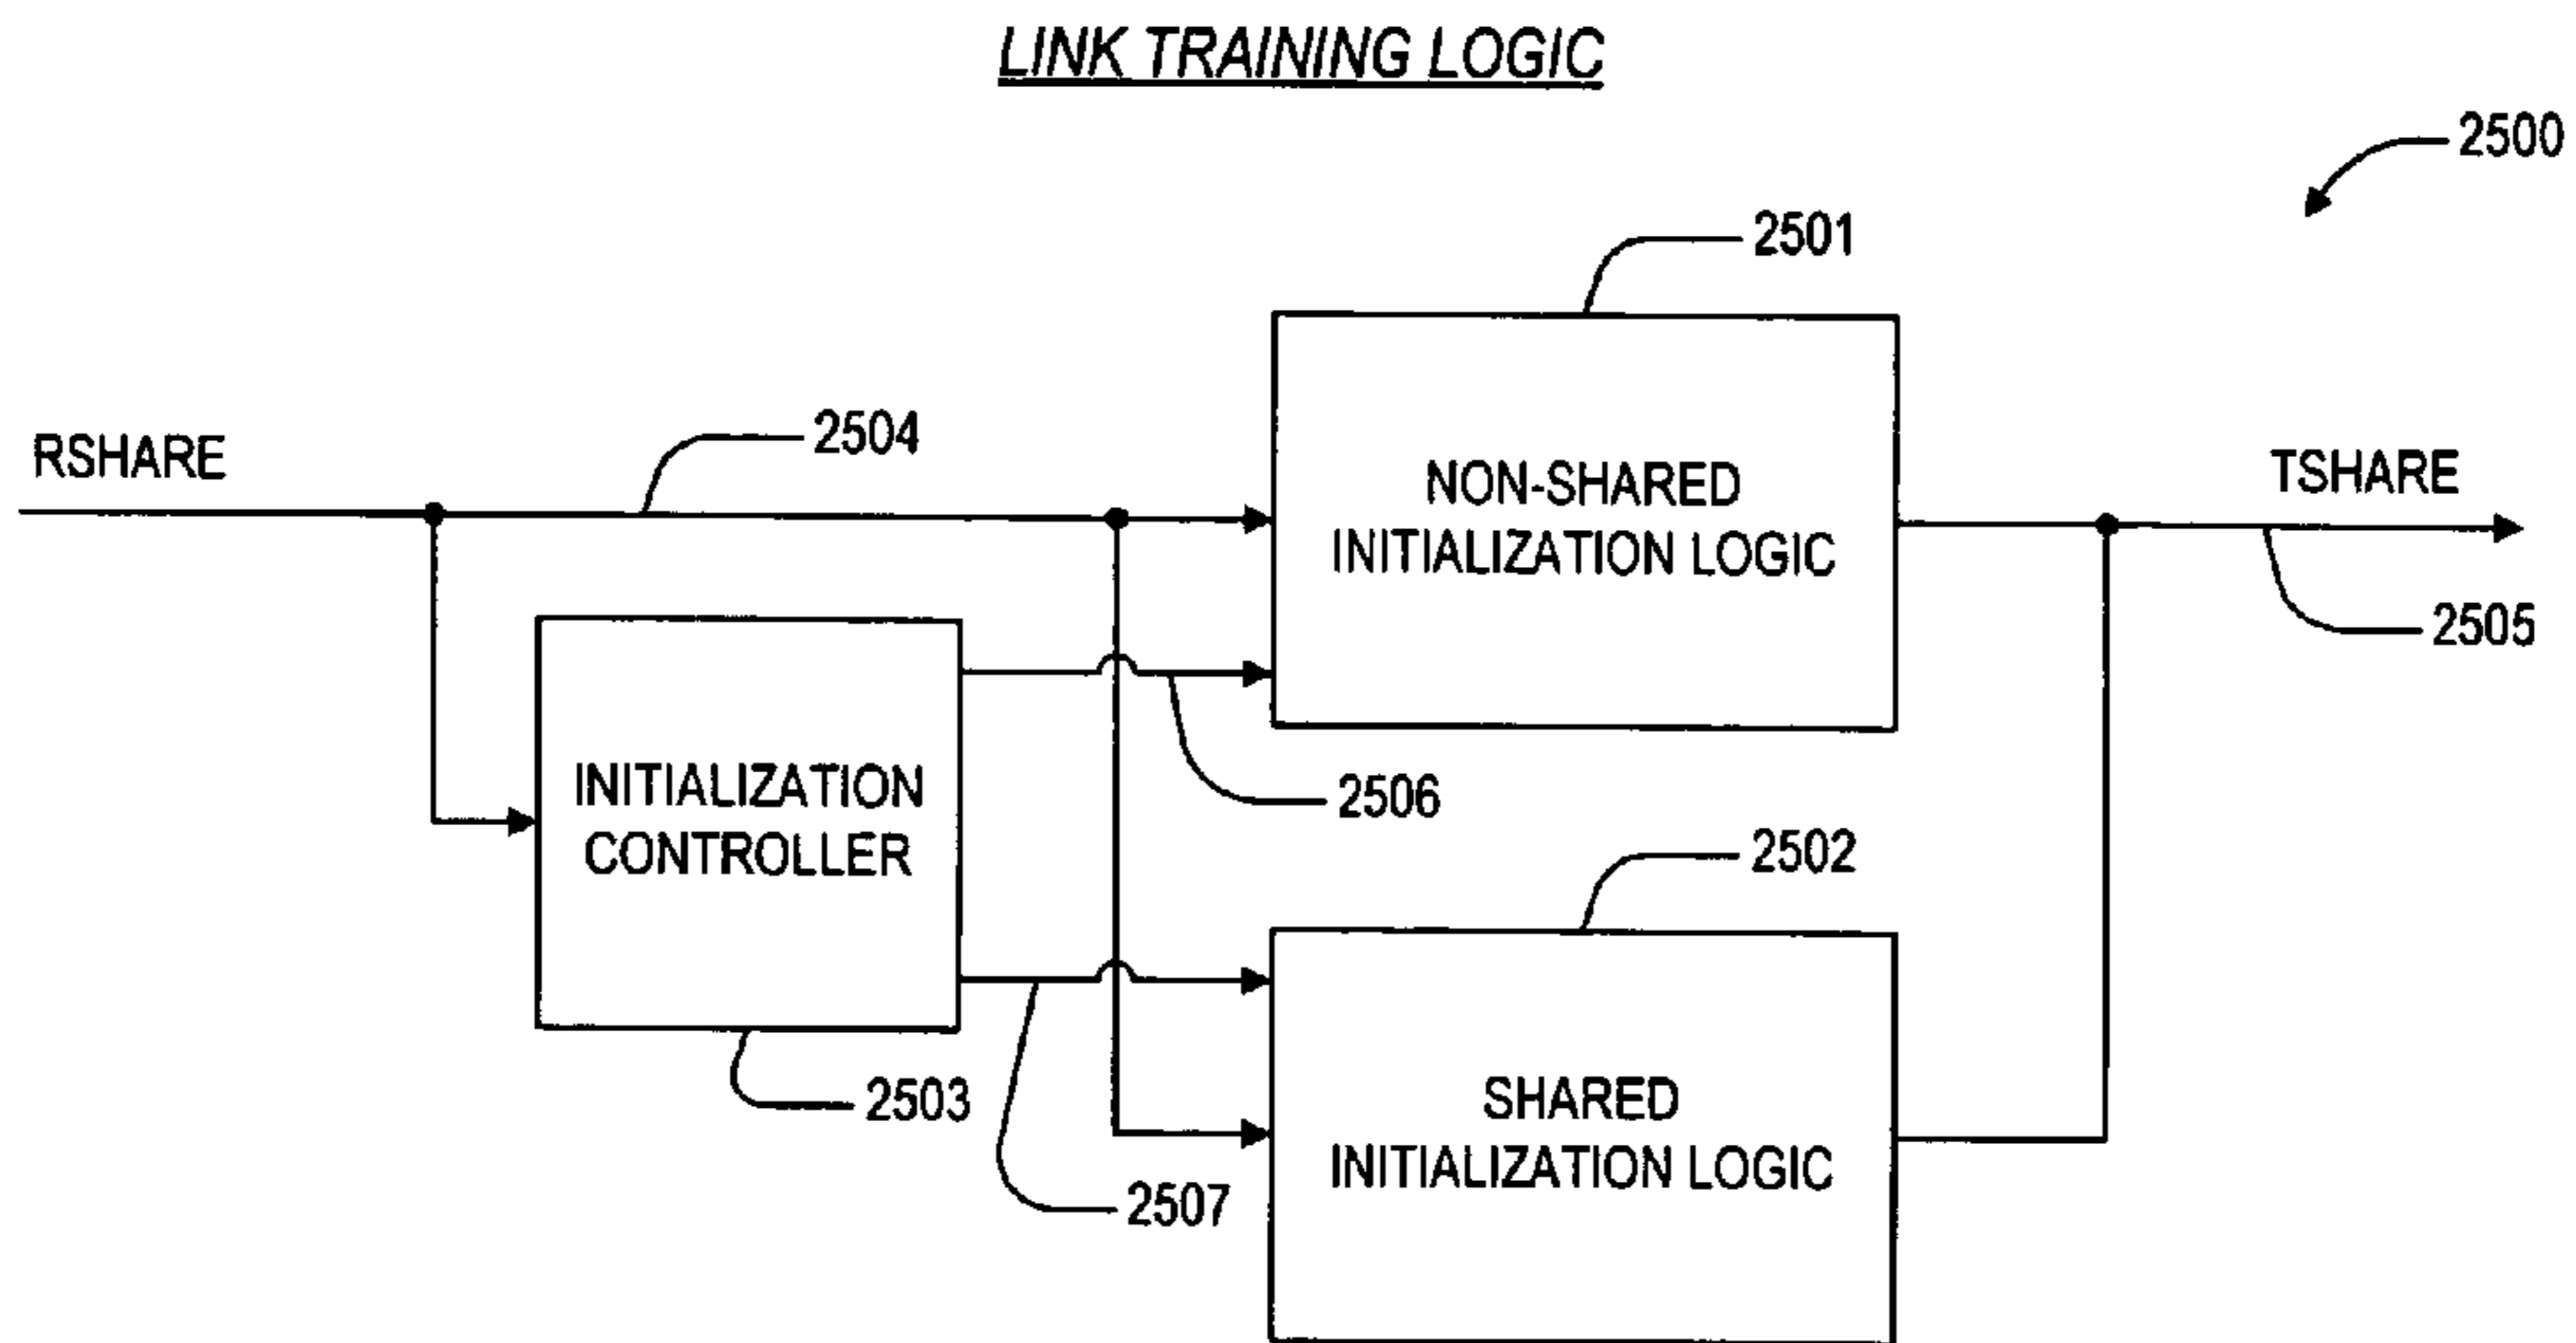 LINK TRAINING LOGIC
2500
2501
2504
RSHARE
NON-SHARED
INITIALIZATION LOGIC
TSHARE
2505
2506
INITIALIZATION
CONTROLLER
2502
2503
SHARED
INITIALIZATION LOGIC
2507